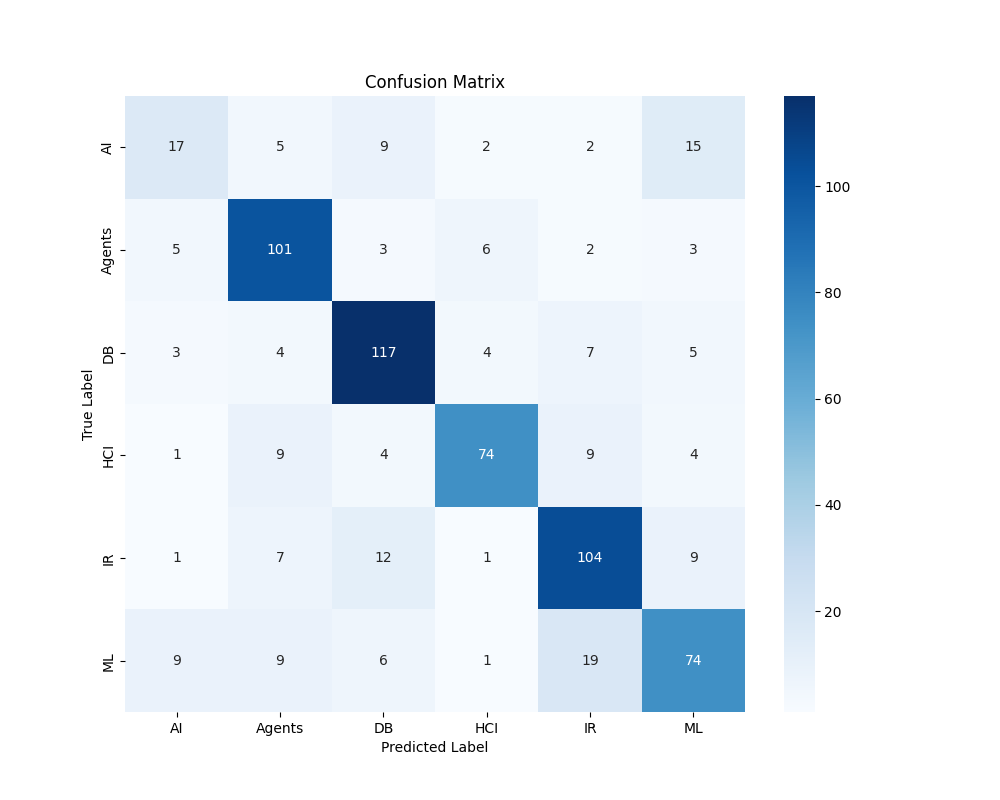 Confusion Matrix
AI 17 5 9 2 2 15
Agents 5 101 3 6 2 3
DB 3 4 117 4 7 5
HCI 1 9 4 74 9 4
IR 1 7 12 1 104 9
ML 9 9 6 1 19 74
AI Agents DB HCI IR ML
Predicted Label
True Label
100
80
60
40
20